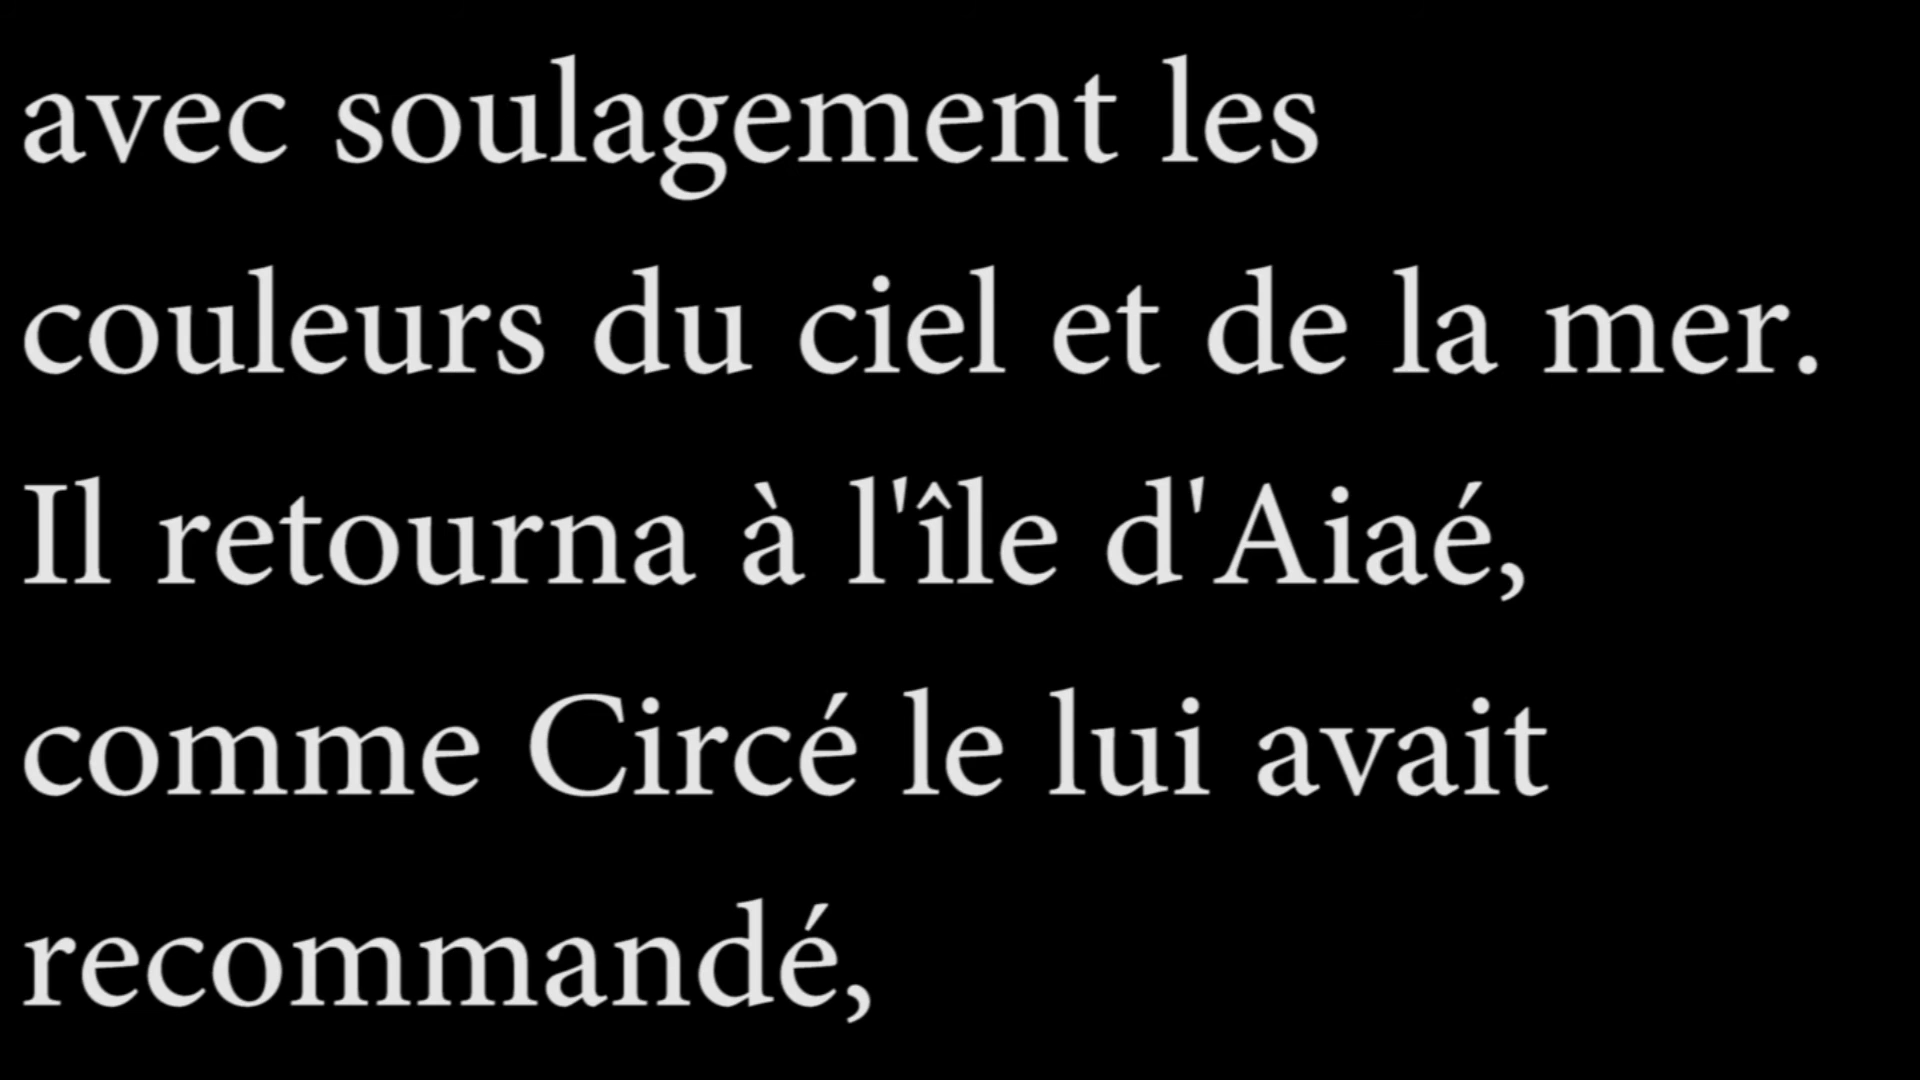 avec soulagement les
couleurs du ciel et de la mer.
Il retourna à l'île d'Aiaé,
comme Circé le lui avait
recommandé,